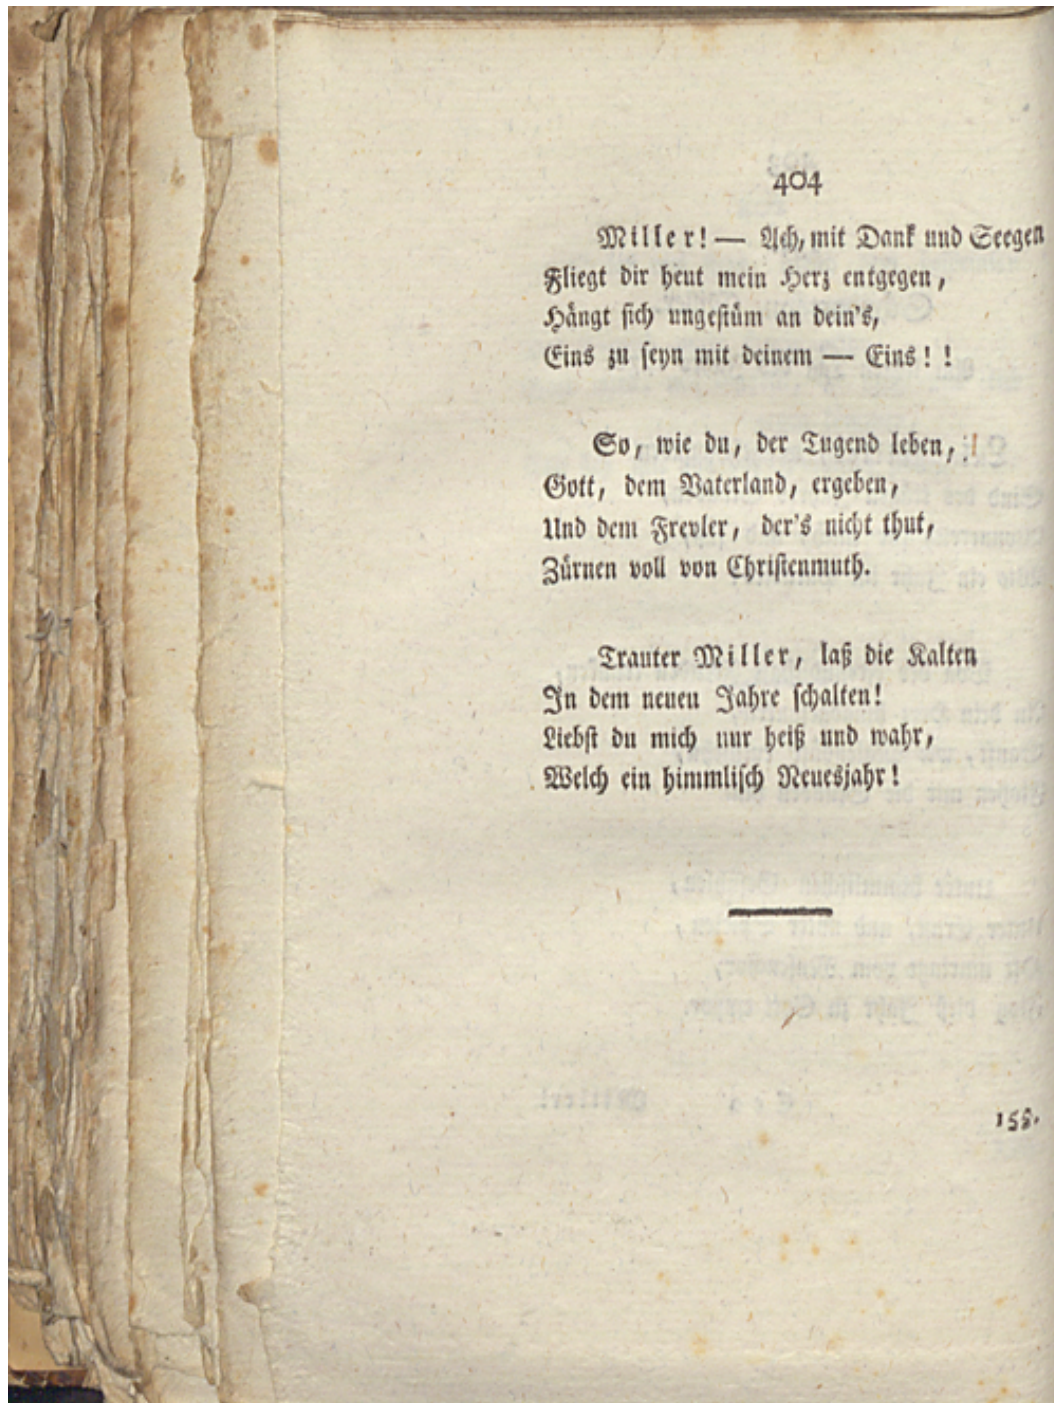 404
Miller! — Ach, mit Dank und Seegen
Fliegt dir heut mein Herz entgegen,
Hängt sich ungestüm an dein's,
Eins zu seyn mit deinem — Eins! !
So, wie du, der Tugend leben,
Gott, dem Vaterland, ergeben,
Und dem Frevler, der's nicht thut,
Zürnen voll von Christenmuth.
Trauter Miller, laß die Kalten
In dem neuen Jahre schalten!
Liebst du mich nur heiß und wahr,
Welch ein himmlisch Neuesjahr!
158.